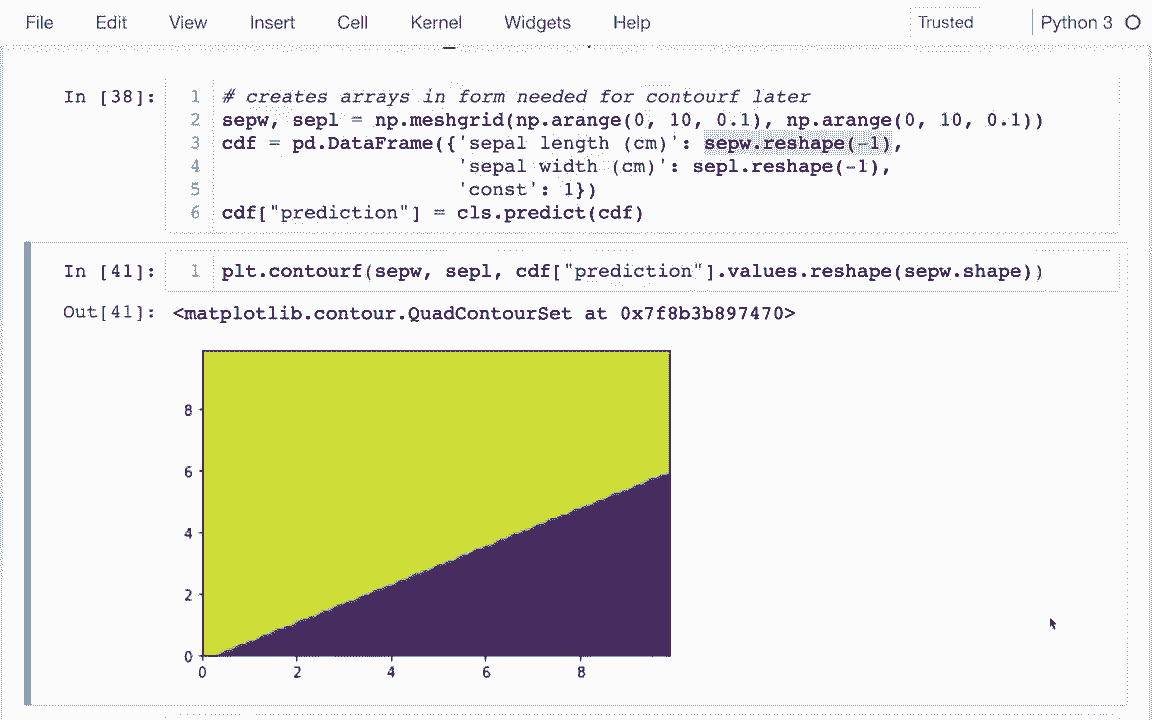 File Edit View Insert Cell Kernel Widgets Help Trusted Python 3
In [38]:
1 # creates arrays in form needed for contourf later
2 sepw, sepl = np.meshgrid(np.arange(0, 10, 0.1), np.arange(0, 10, 0.1))
3 cdf = pd.DataFrame({'sepal length (cm)': sepw.reshape(-1),
4 'sepal width (cm)': sepl.reshape(-1),
5 'const': 1})
6 cdf["prediction"] = cls.predict(cdf)
In [41]:
1 plt.contourf(sepw, sepl, cdf["prediction"].values.reshape(sepw.shape))
Out[41]: <matplotlib.contour.QuadContourSet at 0x7f8b3b897470>
8
6
4
2
0
0 2 4 6 8